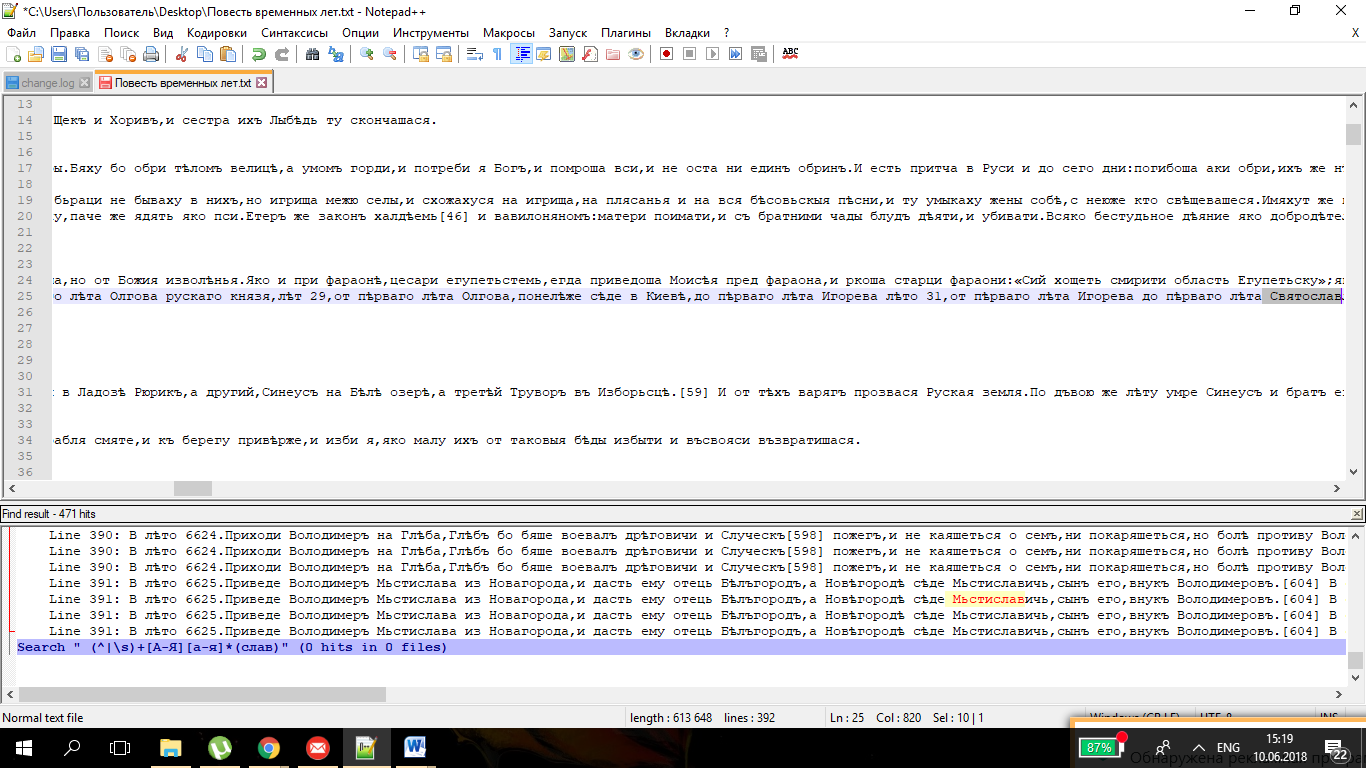 *C:\Users\Пользователь\Desktop\Повесть временных лет.txt - Notepad++
Файл Правка Поиск Вид Кодировки Синтаксисы Опции Инструменты Макросы Запуск Плагины Вкладки ? X
change.log Повесть временных лет.txt
13
14 Щекъ и Хоривъ,и сестра ихъ Лыбѣдь ту скончашася.
15
16
17 ы.Бяху бо обри тѣломъ велицѣ,а умомъ горди,и потреби я Богъ,и помроша вси,и не оста ни единъ обринъ.И есть притча в Руси и до сего дни:погибоша аки обри,ихъ же
18
19 бьраци не бываху в нихъ,но игрища межю селы,и схожахуся на игрища,на плясанья и на вся бѣсовьскыя пѣсни,и ту умыкаху жены собѣ,с неюже кто свѣщевашеся.Имяхут же
20 у,паче же ядять яко пси.Етеръ же законъ халдѣемь[46] и вавилоняномъ:матери поимати,и съ братними чады блудъ дѣяти,и убивати.Всяко бестудьное дѣяние яко добродѣте
21
22
23
24 а,но от Божия изволѣнья.Яко и при фараонѣ,цесари егупетьстемь,егда приведоша Моисѣя пред фараона,и ркоша старци фараони:«Сий хощеть смирити область Егупетьску»;я
25 о лѣта Олгова рускаго князя,лѣт 29,от пѣрваго лѣта Олгова,понелѣже сѣде в Киевѣ,до пѣрваго лѣта Игорева лѣто 31,от пѣрваго лѣта Игорева до пѣрваго лѣта Святослав
26
27
28
29
30
31 в Ладозѣ Рюрикъ,а другий,Синеусъ на Бѣлѣ озерѣ,а третѣй Труворъ въ Изборьсцѣ.[59] И от тѣхъ варягъ прозвася Руская земля.По дъвою же лѣту умре Синеусъ и братъ е
32
33
34 абля смяте,и къ берегу привѣрже,и изби я,яко малу ихъ от таковыя бѣды избыти и въсвояси възвратишася.
35
36
Find result - 471 hits
Line 390: В лѣто 6624.Приходи Володимеръ на Глѣба,Глѣбъ бо бяше воевалъ дрѣговичи и Случескъ[598] пожегъ,и не каяшеться о семъ,ни покаряшеться,но болѣ противу Вол
Line 390: В лѣто 6624.Приходи Володимеръ на Глѣба,Глѣбъ бо бяше воевалъ дрѣговичи и Случескъ[598] пожегъ,и не каяшеться о семъ,ни покаряшеться,но болѣ противу Вол
Line 390: В лѣто 6624.Приходи Володимеръ на Глѣба,Глѣбъ бо бяше воевалъ дрѣговичи и Случескъ[598] пожегъ,и не каяшеться о семъ,ни покаряшеться,но болѣ противу Вол
Line 391: В лѣто 6625.Приведе Володимеръ Мьстислава из Новагорода,и дасть ему отець Бѣлъгородъ,а Новѣгородѣ сѣде Мьстиславичь,сынъ его,внукъ Володимеровъ.[604] В
Line 391: В лѣто 6625.Приведе Володимеръ Мьстислава из Новагорода,и дасть ему отець Бѣлъгородъ,а Новѣгородѣ сѣде Мьстиславичь,сынъ его,внукъ Володимеровъ.[604] В
Line 391: В лѣто 6625.Приведе Володимеръ Мьстислава из Новагорода,и дасть ему отець Бѣлъгородъ,а Новѣгородѣ сѣде Мьстиславичь,сынъ его,внукъ Володимеровъ.[604] В
Line 391: В лѣто 6625.Приведе Володимеръ Мьстислава из Новагорода,и дасть ему отець Бѣлъгородъ,а Новѣгородѣ сѣде Мьстиславичь,сынъ его,внукъ Володимеровъ.[604] В
Search " (^|\s)+[А-Я][а-я]*(слав)" (0 hits in 0 files)
Normal text file length : 613 648 lines : 392 Ln : 25 Col : 820 Sel : 10 | 1
87% ENG 15:19
10.06.2018 22